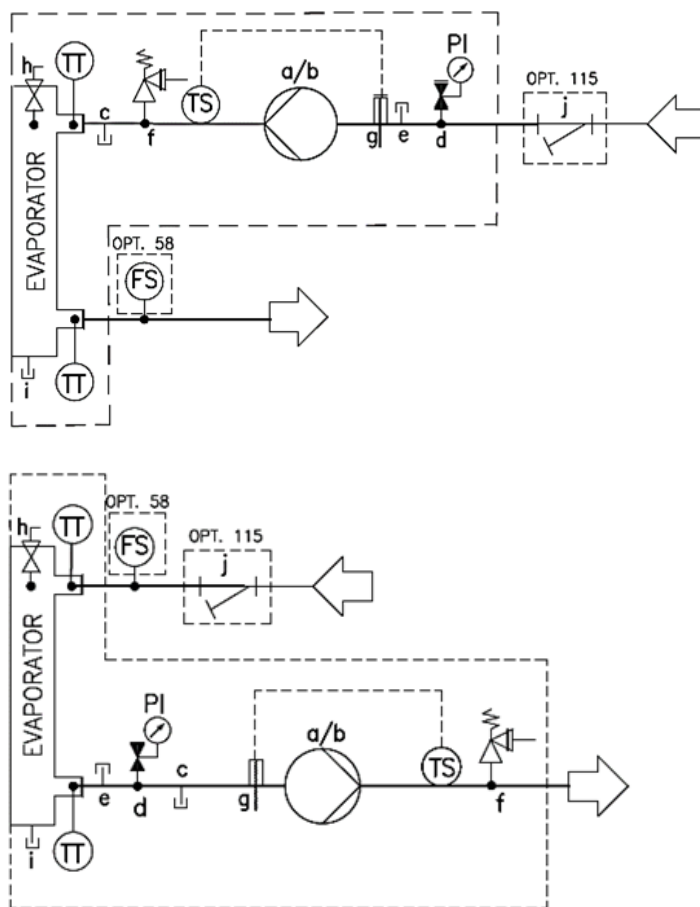 PI
OPT. 115
h
TT
a/b
TS
c
j
f
g
e
d
EVAPORATOR
OPT. 58
FS
i
TT
OPT. 58
h
TT
FS
OPT. 115
j
EVAPORATOR
PI
a/b
c
TS
e
d
g
f
i
TT